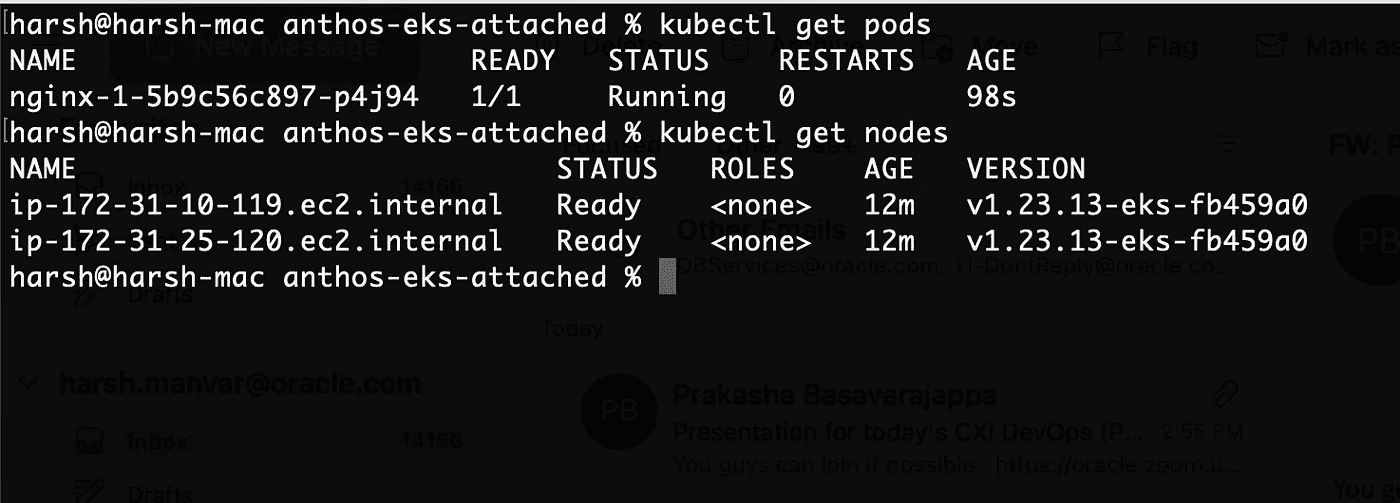 harsh@harsh-mac anthos-eks-attached % kubectl get pods
NAME READY STATUS RESTARTS AGE
nginx-1-5b9c56c897-p4j94 1/1 Running 0 98s
harsh@harsh-mac anthos-eks-attached % kubectl get nodes
NAME STATUS ROLES AGE VERSION
ip-172-31-10-119.ec2.internal Ready <none> 12m v1.23.13-eks-fb459a0
ip-172-31-25-120.ec2.internal Ready <none> 12m v1.23.13-eks-fb459a0
harsh@harsh-mac anthos-eks-attached %
New Message
Move
Flag
Mark as
Inbox 14166
Other Emails
DBServices@oracle.com, TI-DontReply@oracle.co...
Drafts
Today
harsh.manvar@oracle.com
PB
Prakasha Basavarajappa
Inbox 14166
Presentation for today's CXI DevOps (P... 2:55 PM
You guys can join if possible . https://oracle.zoom.u...
Drafts
FW: P
PB